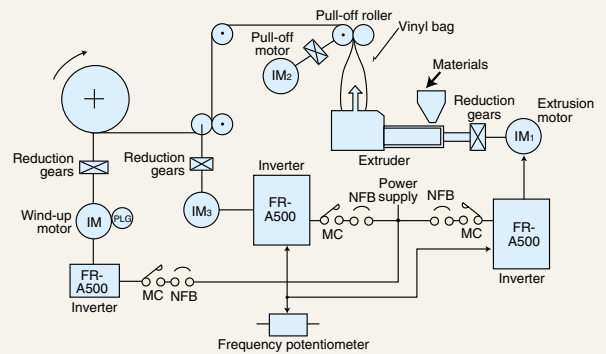 Pull-off roller
Pull-off
motor
Vinyl bag
IM2
Materials
Reduction
gears
Extrusion
motor
IM1
Extruder
Reduction
gears
Reduction
gears
Inverter
Power
supply
NFB
NFB
Wind-up
motor
IM
PLG
IM3
FR-
A500
MC
MC
FR-
A500
FR-
A500
Inverter
MC
NFB
Inverter
Frequency potentiometer